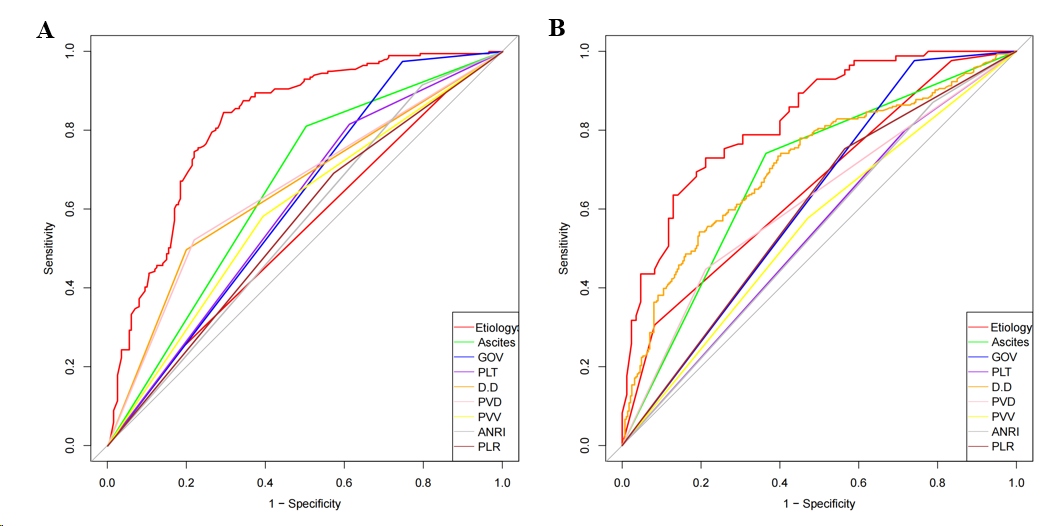 A
1.0
0.8
0.6
0.4
0.2
0.0
Sensitivity
0.0 0.2 0.4 0.6 0.8 1.0
1 − Specificity
Etiology
Ascites
GOV
PLT
D.D
PVD
PVV
ANRI
PLR
B
1.0
0.8
0.6
0.4
0.2
0.0
Sensitivity
0.0 0.2 0.4 0.6 0.8 1.0
1 − Specificity
Etiology
Ascites
GOV
PLT
D.D
PVD
PVV
ANRI
PLR